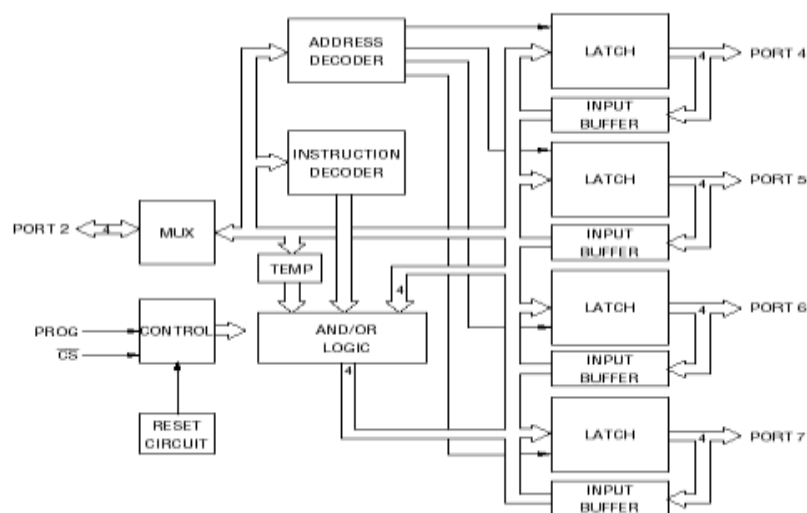 ADDRESS
DECODER
LATCH
4
PORT 4
INPUT
BUFFER
INSTRUCTION
DECODER
LATCH
4
PORT 5
INPUT
BUFFER
PORT 2
4
MUX
TEMP
4
LATCH
4
PORT 6
INPUT
BUFFER
PROG
CS
CONTROL
AND/OR
LOGIC
4
RESET
CIRCUIT
LATCH
4
PORT 7
INPUT
BUFFER